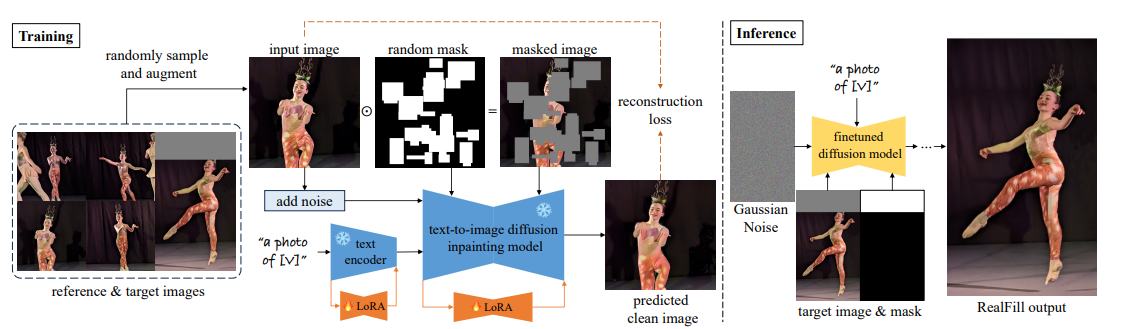 Training
randomly sample
and augment
input image
random mask
masked image
⊙
=
reconstruction
loss
add noise
"a photo
of [V]"
text
encoder
text-to-image diffusion
inpainting model
LoRA
LoRA
reference & target images
predicted
clean image
Inference
"a photo
of [V]"
finetuned
diffusion model
...
Gaussian
Noise
target image & mask
RealFill output